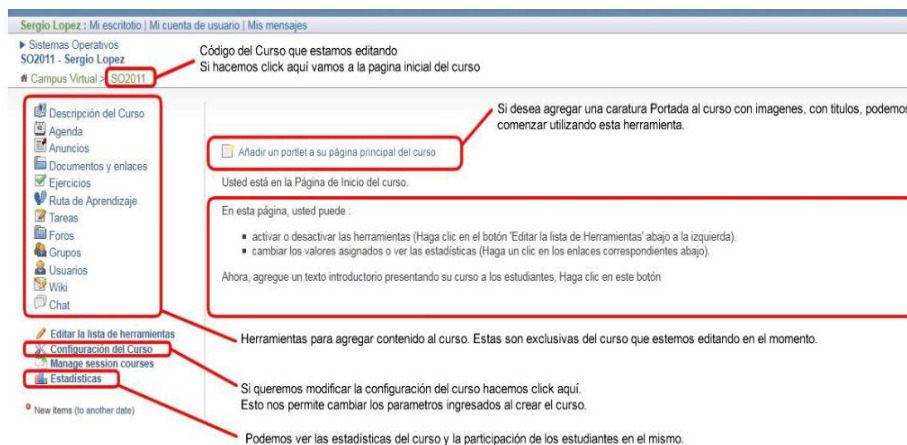 Sergio Lopez : Mi escritotio | Mi cuenta de usuario | Mis mensajes
Sistemas Operativos
SO2011 - Sergio Lopez
Campus Virtual > SO2011
Código del Curso que estamos editando
Si hacemos click aquí vamos a la pagina inicial del curso
Descripción del Curso
Agenda
Anuncios
Documentos y enlaces
Ejercicios
Ruta de Aprendizaje
Tareas
Foros
Grupos
Usuarios
Wiki
Chat
Editar la lista de herramientas
Configuración del Curso
Manage session courses
Estadísticas
New items (to another date)
Si desea agregar una caratura Portada al curso con imagenes, con titulos, podemos
comenzar utilizando esta herramienta.
Añadir un portlet a su página principal del curso
Usted está en la Página de Inicio del curso.
En esta página, usted puede :
activar o desactivar las herramientas (Haga clic en el botón 'Editar la lista de Herramientas' abajo a la izquierda).
cambiar los valores asignados o ver las estadísticas (Haga un clic en los enlaces correspondientes abajo).
Ahora, agregue un texto introductorio presentando su curso a los estudiantes, Haga clic en este botón
Herramientas para agregar contenido al curso. Estas son exclusivas del curso que estemos editando en el momento.
Si queremos modificar la configuración del curso hacemos click aquí.
Esto nos permite cambiar los parametros ingresados al crear el curso.
Podemos ver las estadísticas del curso y la participación de los estudiantes en el mismo.